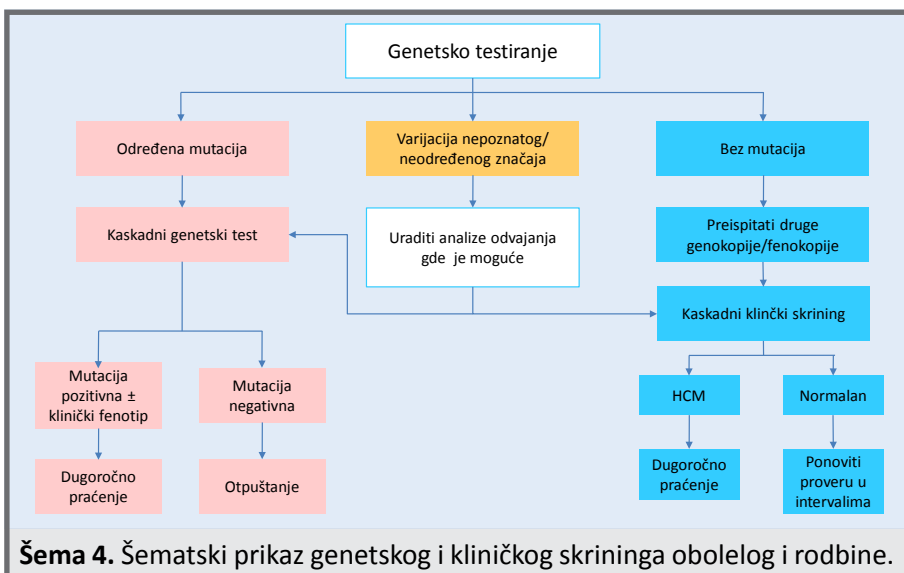 Genetsko testiranje
Određena mutacija
Varijacija nepoznatog/
neodređenog značaja
Bez mutacija
Kaskadni genetski test
Uraditi analize odvajanja
gde je moguće
Preispitati druge
genokopije/fenokopije
Kaskadni klinčki skrining
Mutacija
pozitivna ±
klinički fenotip
Mutacija
negativna
HCM
Normalan
Dugoročno
praćenje
Otpuštanje
Dugoročno
praćenje
Ponoviti
proveru u
intervalima
Šema 4. Šematski prikaz genetskog i kliničkog skrininga obolelog i rodbine.